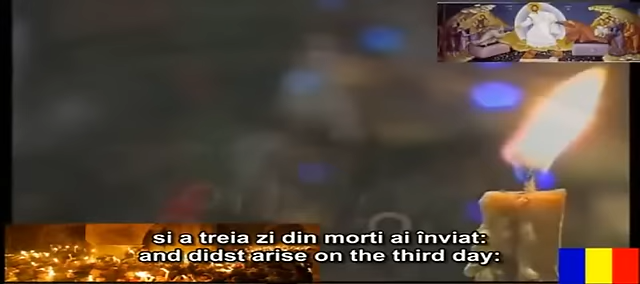 si a treia zi din morti ai înviat:
and didst arise on the third day: